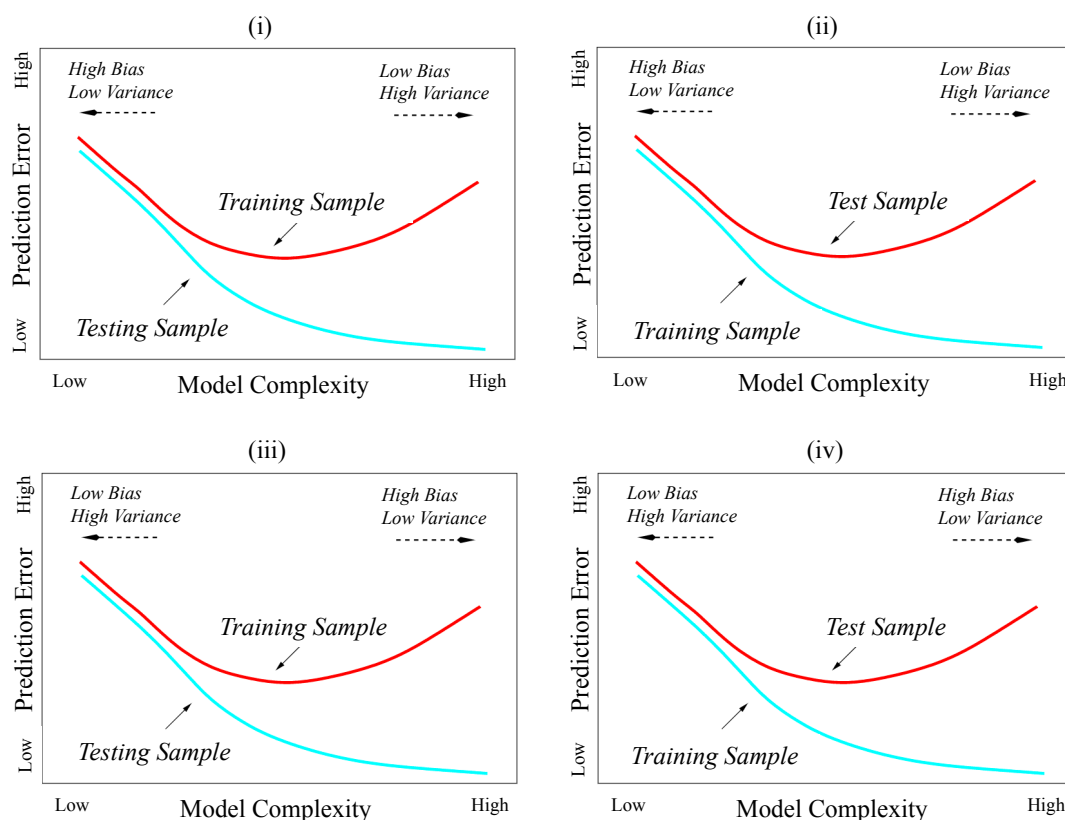 (i)
High
High Bias
Low Variance
Low Bias
High Variance
Prediction Error
Training Sample
Testing Sample
Low
Low
Model Complexity
High
(ii)
High
High Bias
Low Variance
Low Bias
High Variance
Prediction Error
Test Sample
Training Sample
Low
Low
Model Complexity
High
(iii)
High
Low Bias
High Variance
High Bias
Low Variance
Prediction Error
Training Sample
Testing Sample
Low
Low
Model Complexity
High
(iv)
High
Low Bias
High Variance
High Bias
Low Variance
Prediction Error
Test Sample
Training Sample
Low
Low
Model Complexity
High